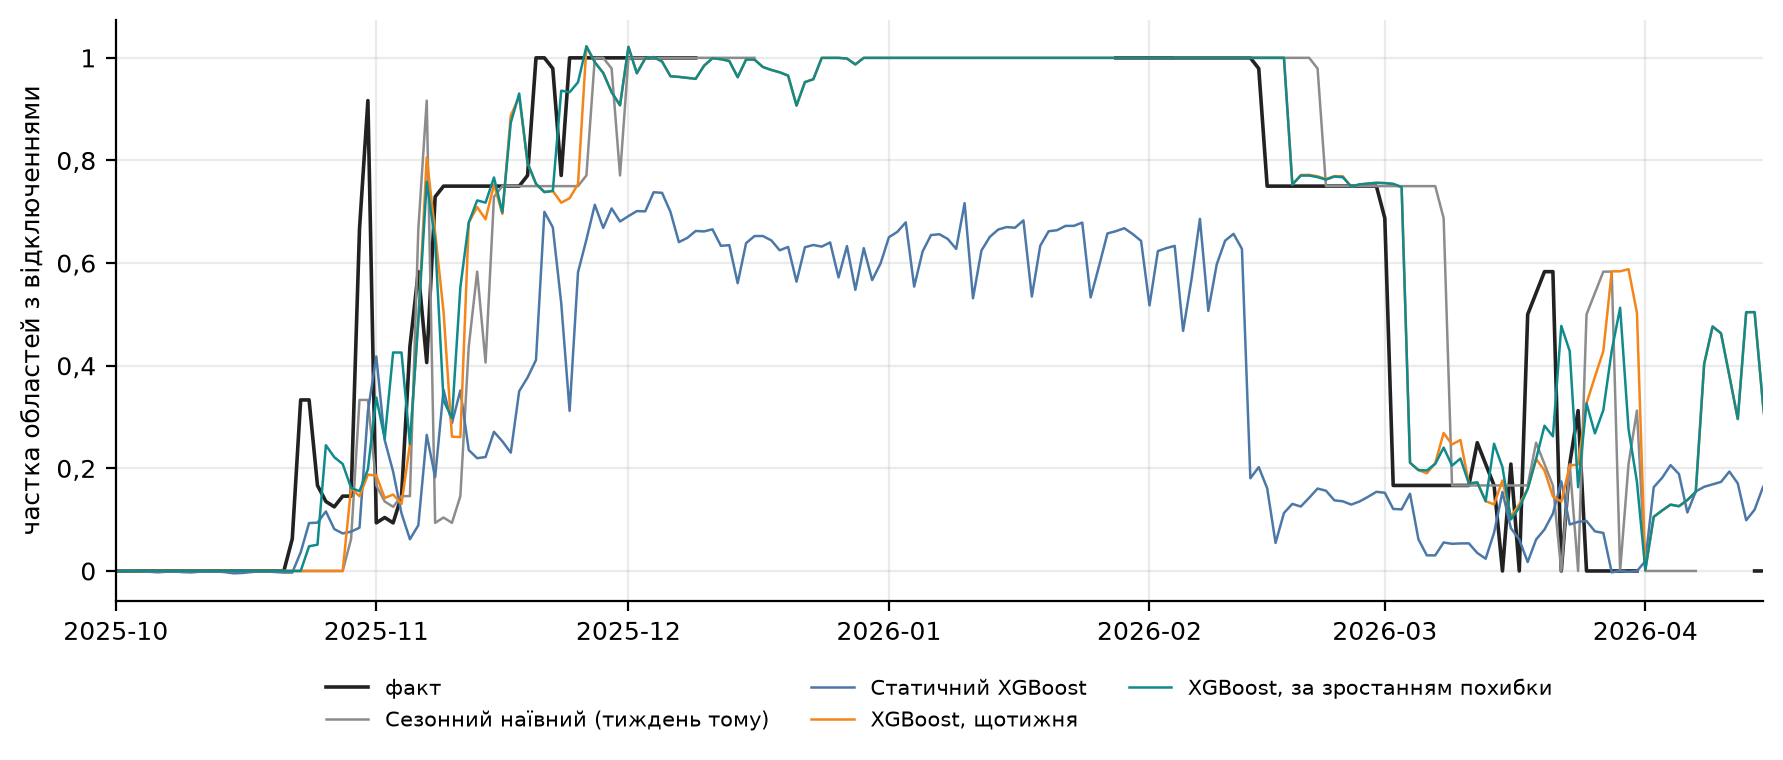 частка областей з відключеннями
1
0,8
0,6
0,4
0,2
0
2025-10
2025-11
2025-12
2026-01
2026-02
2026-03
2026-04
факт
Сезонний наївний (тиждень тому)
Статичний XGBoost
XGBoost, щотижня
XGBoost, за зростанням похибки